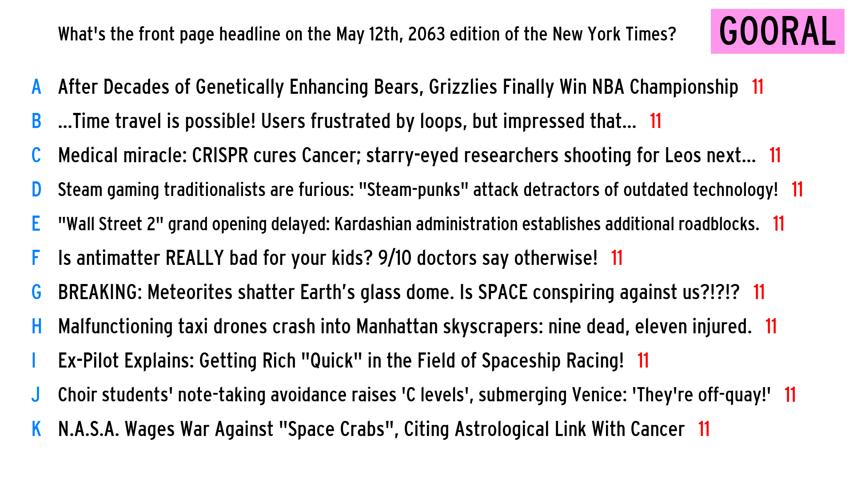 What's the front page headline on the May 12th, 2063 edition of the New York Times?
GOORAL
A After Decades of Genetically Enhancing Bears, Grizzlies Finally Win NBA Championship 11
B ...Time travel is possible! Users frustrated by loops, but impressed that... 11
C Medical miracle: CRISPR cures Cancer; starry-eyed researchers shooting for Leos next... 11
D Steam gaming traditionalists are furious: "Steam-punks" attack detractors of outdated technology! 11
E "Wall Street 2" grand opening delayed: Kardashian administration establishes additional roadblocks. 11
F Is antimatter REALLY bad for your kids? 9/10 doctors say otherwise! 11
G BREAKING: Meteorites shatter Earth's glass dome. Is SPACE conspiring against us?!?!? 11
H Malfunctioning taxi drones crash into Manhattan skyscrapers: nine dead, eleven injured. 11
I Ex-Pilot Explains: Getting Rich "Quick" in the Field of Spaceship Racing! 11
J Choir students' note-taking avoidance raises 'C levels', submerging Venice: 'They're off-quay!' 11
K N.A.S.A. Wages War Against "Space Crabs", Citing Astrological Link With Cancer 11